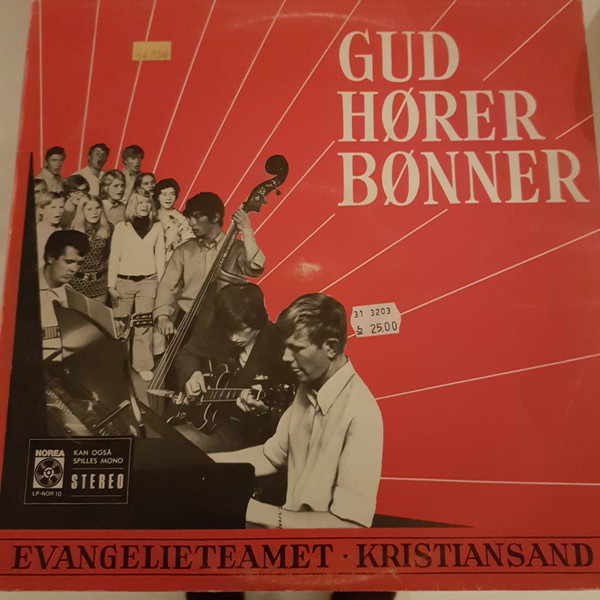 GUD
HØRER
BØNNER
31 3203
25.00
NOREA
LP-NOR 10
KAN OGSÅ
SPILLES MONO
STEREO
EVANGELIETEAMET · KRISTIANSAND